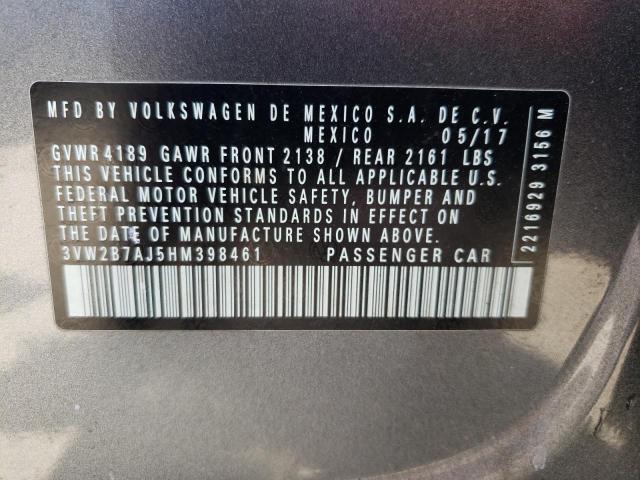 MFD BY VOLKSWAGEN DE MEXICO S.A. DE C.V.
MEXICO 05/17
GVWR4189 GAWR FRONT 2138 / REAR 2161 LBS
THIS VEHICLE CONFORMS TO ALL APPLICABLE U.S.
FEDERAL MOTOR VEHICLE SAFETY, BUMPER AND
THEFT PREVENTION STANDARDS IN EFFECT ON
THE DATE OF MANUFACTURE SHOWN ABOVE.
3VW2B7AJ5HM398461 PASSENGER CAR
2216929 3156 M